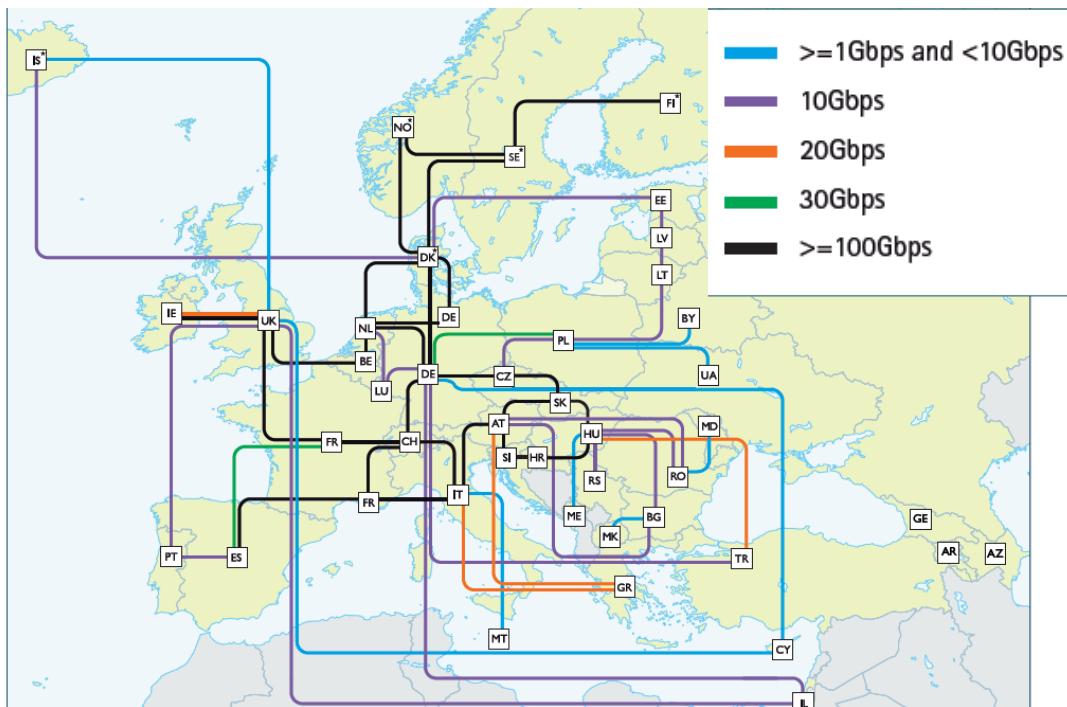 >=1Gbps and <10Gbps
10Gbps
20Gbps
30Gbps
>=100Gbps
IS*
FI*
NO*
SE*
EE
LV
DK*
LT
IE
UK
NL
DE
BY
PL
BE
LU
DE
CZ
UA
SK
AT
HU
MD
FR
CH
SI
HR
RS
RO
IT
FR
ME
BG
MK
GE
PT
ES
TR
AR
AZ
GR
MT
CY
IL